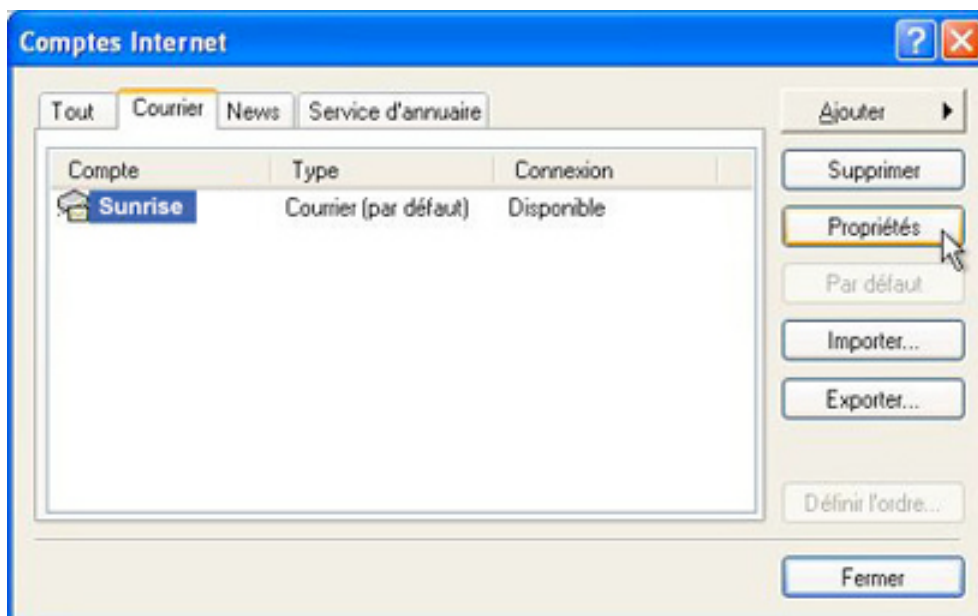 Comptes Internet
Tout Courrier News Service d'annuaire
Compte Type Connexion
Sunrise Courrier (par défaut) Disponible
Ajouter
Supprimer
Propriétés
Par défaut
Importer...
Exporter...
Définir l'ordre...
Fermer